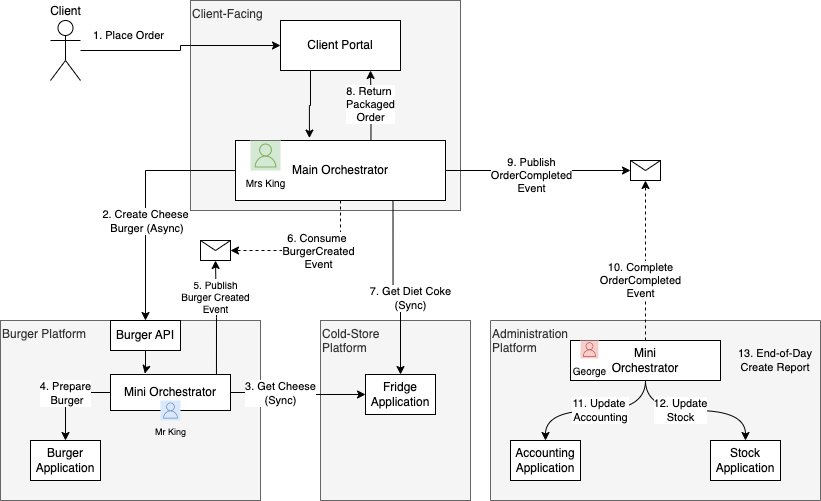 Client
Client-Facing
1. Place Order
Client Portal
8. Return
Packaged
Order
Main Orchestrator
Mrs King
9. Publish
OrderCompleted
Event
2. Create Cheese
Burger (Async)
6. Consume
BurgerCreated
Event
10. Complete
OrderCompleted
Event
5. Publish
Burger Created
Event
7. Get Diet Coke
(Sync)
Burger Platform
Burger API
Cold-Store
Platform
Administration
Platform
Mini
Orchestrator
George
13. End-of-Day
Create Report
4. Prepare
Burger
Mini Orchestrator
Mr King
3. Get Cheese
(Sync)
Fridge
Application
11. Update
Accounting
12. Update
Stock
Burger
Application
Accounting
Application
Stock
Application